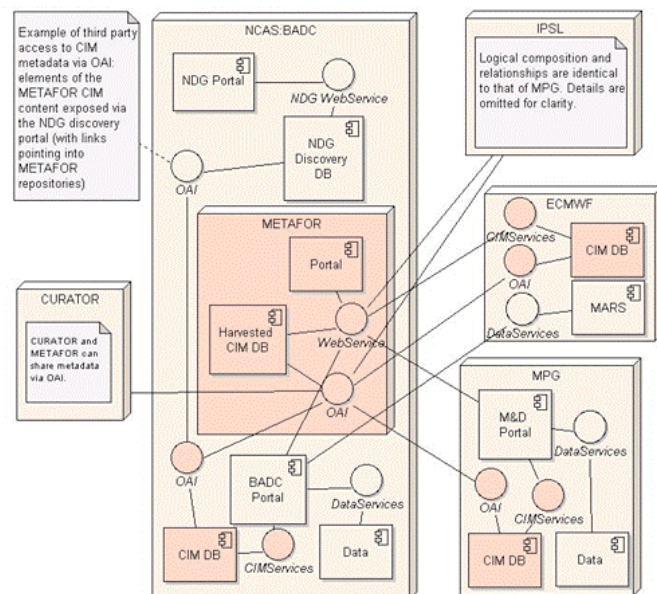 Example of third party
access to CIM
metadata via OAI:
elements of the
METAFOR CIM
content exposed via
the NDG discovery
portal (with links
pointing into
METAFOR
repositories)
NCAS:BADC
NDG Portal
NDG WebService
NDG
Discovery
DB
OAI
IPSL
Logical composition and
relationships are identical
to that of MPG. Details are
omitted for clarity.
METAFOR
Portal
Harvested
CIM DB
WebService
OAI
ECMWF
CIMServices
CIM DB
OAI
MARS
DataServices
CURATOR
CURATOR and
METAFOR can
share metadata
via OAI.
MPG
M&D
Portal
DataServices
OAI
CIMServices
CIM DB
Data
OAI
BADC
Portal
DataServices
CIM DB
CIMServices
Data